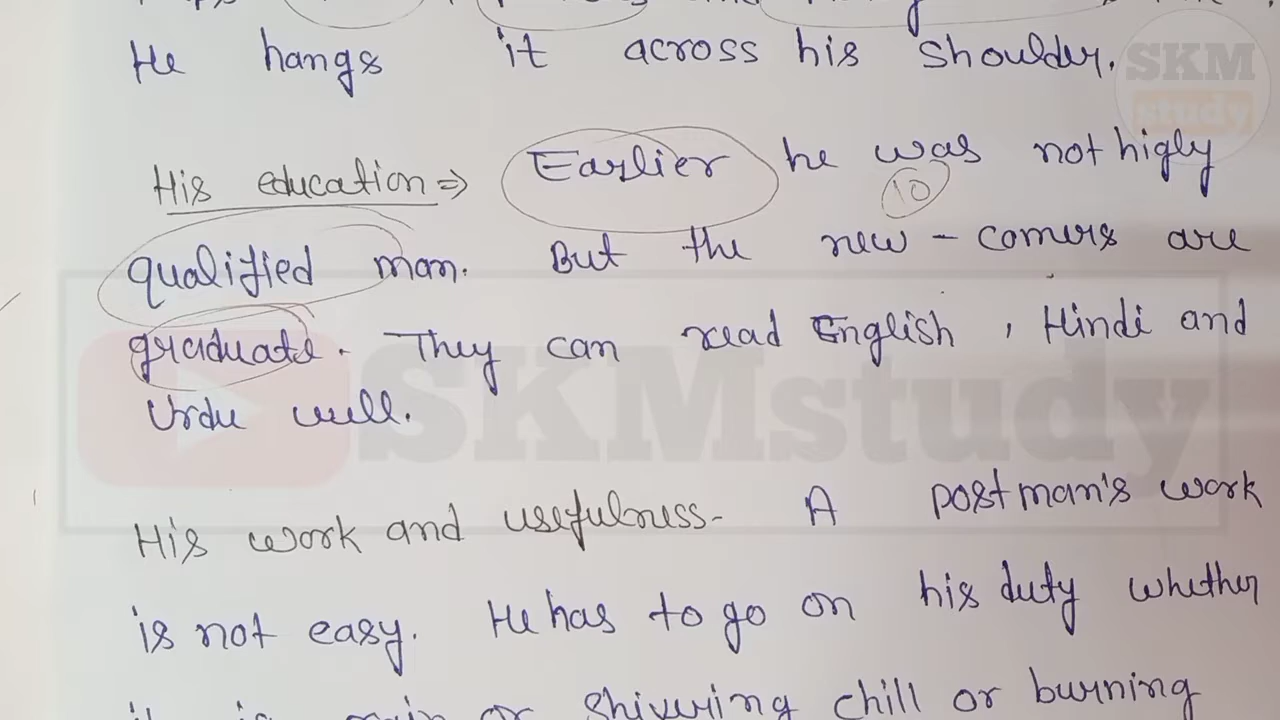 He hangs it across his shoulder.
His education ⇒ Earlier he was not higly
10
qualified man. But the new-comers are
graduate. They can read English, Hindi and
Urdu well.
His work and usefulness- A postman's work
is not easy. He has to go on his duty whether
shivering chill or burning
SKM
study
SKMstudy